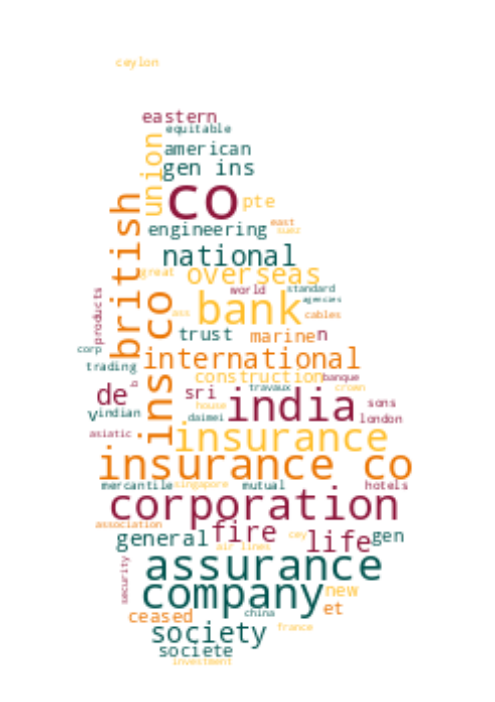 ceylon
eastern
equitable
union
american
gen ins
co
pte
british
engineering
east
suez
national
great
overseas
world
standard
products
ins co
ass
bank
agencies
cables
corp
trust
marine
n
trading
international
construction
banque
de
b
sri
travaux
crown
v
indian
house
india
sons
daimei
london
asiatic
insurance
insurance co
mercantile
singapore
mutual
hotels
corporation
association
general
fire
cey
life
gen
air lines
security
assurance
company
new
ceased
china
et
society
france
societe
investment